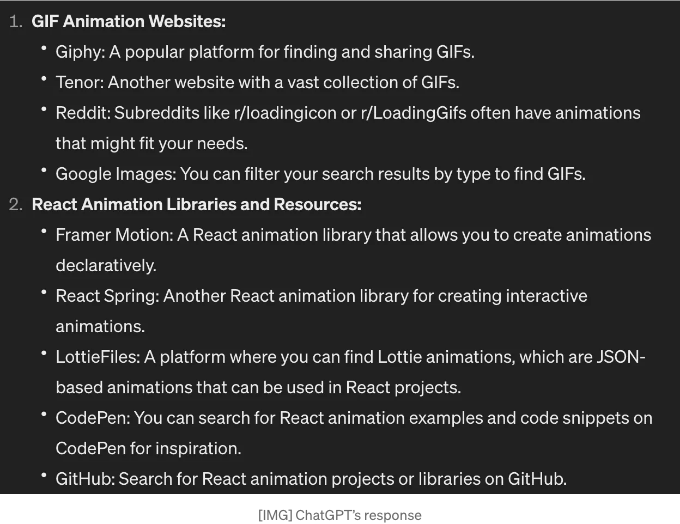 1. GIF Animation Websites:
• Giphy: A popular platform for finding and sharing GIFs.
• Tenor: Another website with a vast collection of GIFs.
• Reddit: Subreddits like r/loadingicon or r/LoadingGifs often have animations
that might fit your needs.
• Google Images: You can filter your search results by type to find GIFs.
2. React Animation Libraries and Resources:
• Framer Motion: A React animation library that allows you to create animations
declaratively.
• React Spring: Another React animation library for creating interactive
animations.
• LottieFiles: A platform where you can find Lottie animations, which are JSON-
based animations that can be used in React projects.
• CodePen: You can search for React animation examples and code snippets on
CodePen for inspiration.
• GitHub: Search for React animation projects or libraries on GitHub.
[IMG] ChatGPT's response